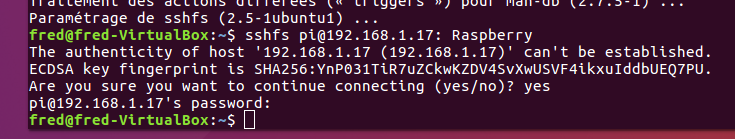 Traitement des actions différées (« triggers ») pour man-db (2.7.5-1) ...
Paramétrage de sshfs (2.5-1ubuntu1) ...
fred@fred-VirtualBox:~$ sshfs pi@192.168.1.17: Raspberry
The authenticity of host '192.168.1.17 (192.168.1.17)' can't be established.
ECDSA key fingerprint is SHA256:YnP031TiR7uZCkwKZDV4SvXwUSVF4ikxuIddbUEQ7PU.
Are you sure you want to continue connecting (yes/no)? yes
pi@192.168.1.17's password:
fred@fred-VirtualBox:~$